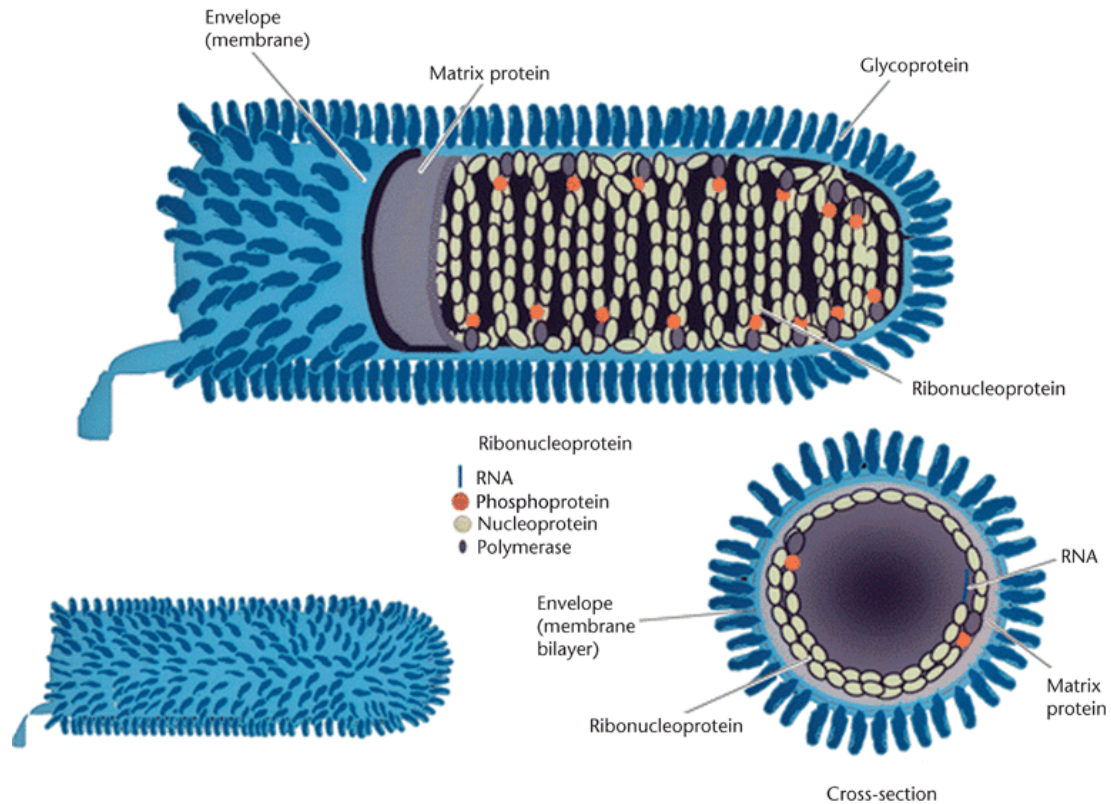 Envelope
(membrane)
Matrix protein
Glycoprotein
Ribonucleoprotein
Ribonucleoprotein
RNA
Phosphoprotein
Nucleoprotein
Polymerase
RNA
Envelope
(membrane
bilayer)
Matrix
protein
Ribonucleoprotein
Cross-section